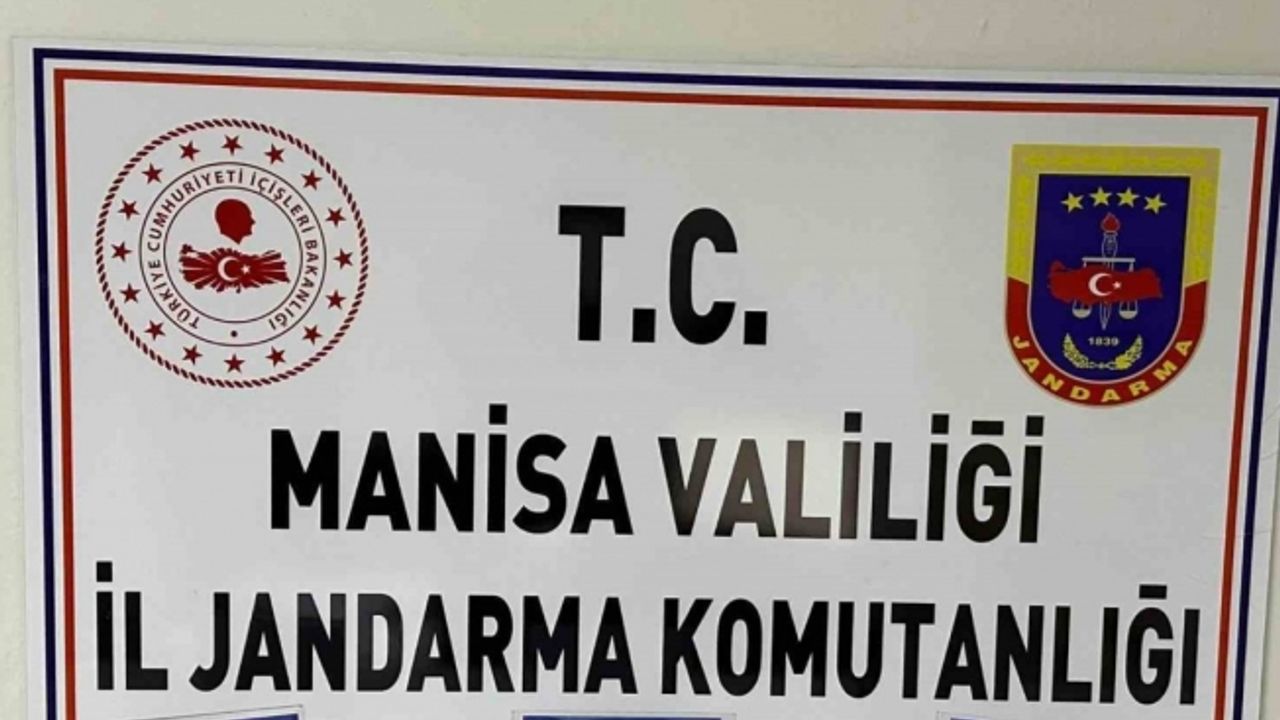 TÜRKİYE CUMHURİYETİ İÇİŞLERİ BAKANLIĞI
T.C.
1839
JANDARMA
MANİSA VALİLİĞİ
İL JANDARMA KOMUTANLIĞI